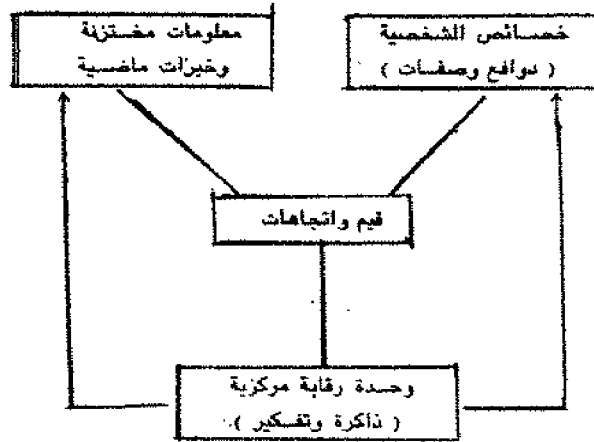 خصائص الشخصية
( دوافع وصفات )
معلومات مختزنة
وخبرات ماضية
قيم واتجاهات
وحدة رقابة مركزية
( ذاكرة وتفكير ).